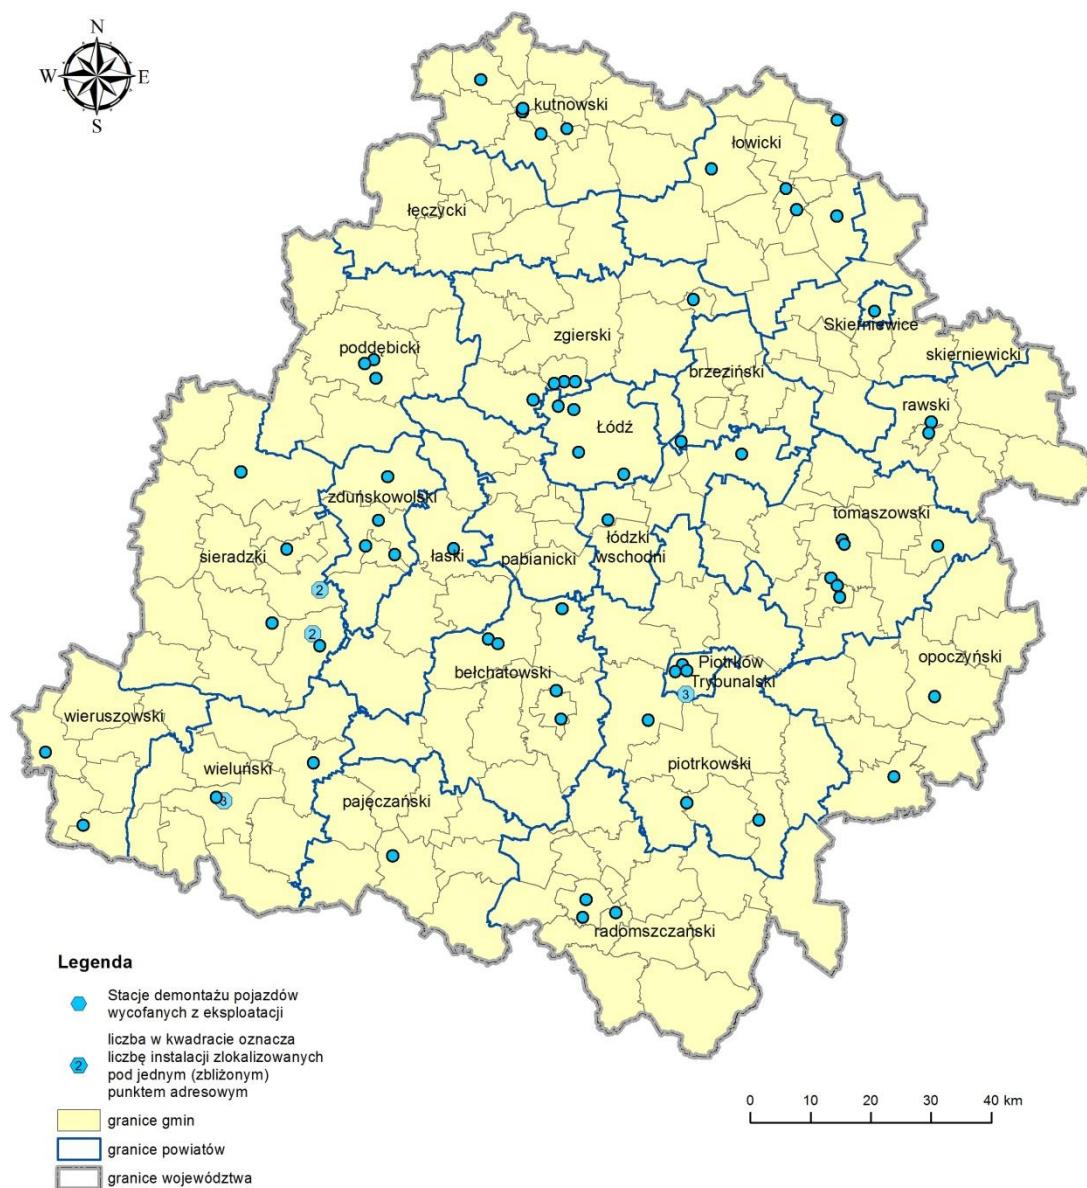 N
W E
S
kutnowski
łowicki
łęczycki
zgierski
Skierniewice
poddębicki
skierniewicki
brzeziński
rawski
Łódź
zduńskowolski
tomaszowski
sieradzki
łaski
pabianicki
łódzki
wschodni
2
2
bełchatowski
Piotrków
Trybunalski
opoczyński
3
wieruszowski
wieluński
piotrkowski
3
pajęczański
radomszczański
Legenda
Stacje demontażu pojazdów
wycofanych z eksploatacji
liczba w kwadracie oznacza
liczbę instalacji zlokalizowanych
2
pod jednym (zbliżonym)
punktem adresowym
granice gmin
granice powiatów
granice województwa
0 10 20 30 40 km